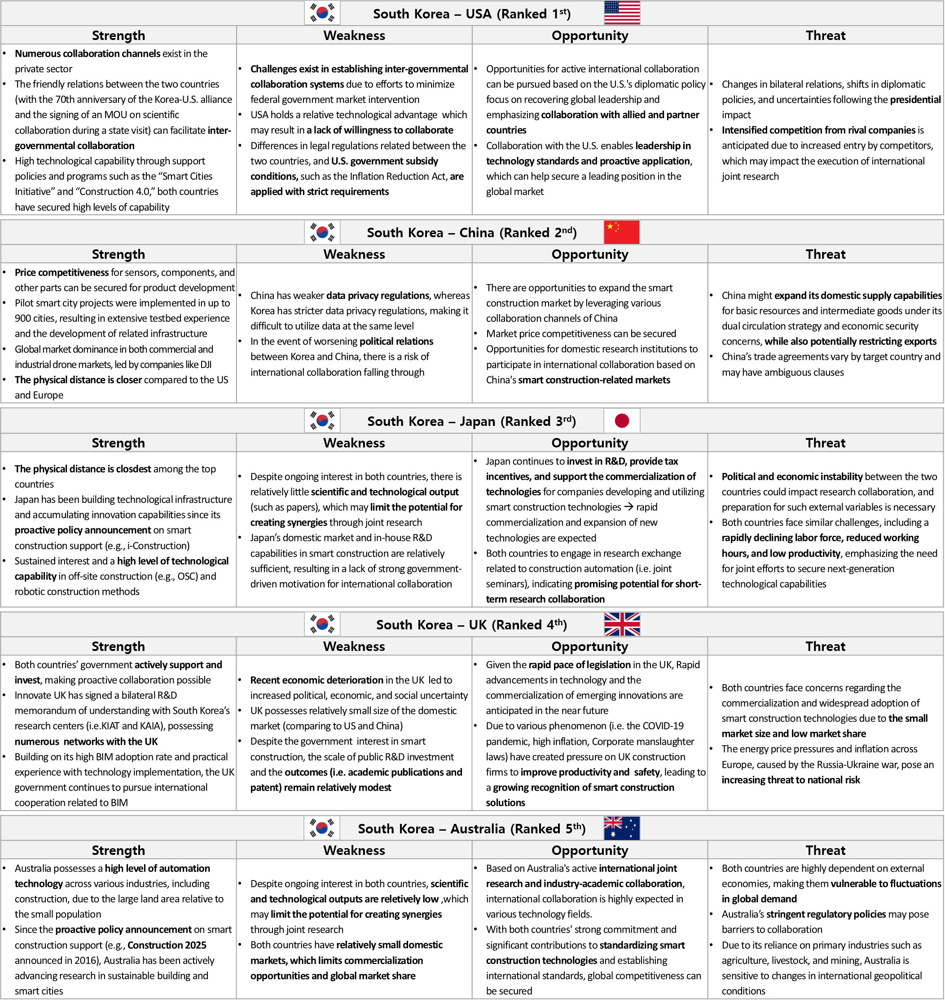 South Korea – USA (Ranked 1st)
Strength
Weakness
Opportunity
Threat
• Numerous collaboration channels exist in the
private sector
• The friendly relations between the two countries
(with the 70th anniversary of the Korea-U.S. alliance
and the signing of an MOU on scientific
collaboration during a state visit) can facilitate inter-
governmental collaboration
• High technological capability through support
policies and programs such as the “Smart Cities
Initiative” and “Construction 4.0,” both countries
have secured high levels of capability
• Challenges exist in establishing inter-governmental
collaboration systems due to efforts to minimize
federal government market intervention
• USA holds a relative technological advantage which
may result in a lack of willingness to collaborate
• Differences in legal regulations related between the
two countries, and U.S. government subsidy
conditions, such as the Inflation Reduction Act, are
applied with strict requirements
• Opportunities for active international collaboration
can be pursued based on the U.S.'s diplomatic policy
focus on recovering global leadership and
emphasizing collaboration with allied and partner
countries
• Collaboration with the U.S. enables leadership in
technology standards and proactive application,
which can help secure a leading position in the
global market
• Changes in bilateral relations, shifts in diplomatic
policies, and uncertainties following the presidential
impact
• Intensified competition from rival companies is
anticipated due to increased entry by competitors,
which may impact the execution of international
joint research
South Korea – China (Ranked 2nd)
Strength
Weakness
Opportunity
Threat
• Price competitiveness for sensors, components, and
other parts can be secured for product development
• Pilot smart city projects were implemented in up to
900 cities, resulting in extensive testbed experience
and the development of related infrastructure
• Global market dominance in both commercial and
industrial drone markets, led by companies like DJI
• The physical distance is closer compared to the US
and Europe
• China has weaker data privacy regulations, whereas
Korea has stricter data privacy regulations, making it
difficult to utilize data at the same level
• In the event of worsening political relations
between Korea and China, there is a risk of
international collaboration falling through
• There are opportunities to expand the smart
construction market by leveraging various
collaboration channels of China
• Market price competitiveness can be secured
• Opportunities for domestic research institutions to
participate in international collaboration based on
China's smart construction-related markets
• China might expand its domestic supply capabilities
for basic resources and intermediate goods under its
dual circulation strategy and economic security
concerns, while also potentially restricting exports
• China’s trade agreements vary by target country and
may have ambiguous clauses
South Korea – Japan (Ranked 3rd)
Strength
Weakness
Opportunity
Threat
• The physical distance is closdest among the top
countries
• Japan has been building technological infrastructure
and accumulating innovation capabilities since its
proactive policy announcement on smart
construction support (e.g., i-Construction)
• Sustained interest and a high level of technological
capability in off-site construction (e.g., OSC) and
robotic construction methods
• Despite ongoing interest in both countries, there is
relatively little scientific and technological output
(such as papers), which may limit the potential for
creating synergies through joint research
• Japan’s domestic market and in-house R&D
capabilities in smart construction are relatively
sufficient, resulting in a lack of strong government-
driven motivation for international collaboration
• Japan continues to invest in R&D, provide tax
incentives, and support the commercialization of
technologies for companies developing and utilizing
smart construction technologies → rapid
commercialization and expansion of new
technologies are expected
• Both countries to engage in research exchange
related to construction automation (i.e. joint
seminars), indicating promising potential for short-
term research collaboration
• Political and economic instability between the two
countries could impact research collaboration, and
preparation for such external variables is necessary
• Both countries face similar challenges, including a
rapidly declining labor force, reduced working
hours, and low productivity, emphasizing the need
for joint efforts to secure next-generation
technological capabilities
South Korea – UK (Ranked 4th)
Strength
Weakness
Opportunity
Threat
• Both countries’ government actively support and
invest, making proactive collaboration possible
• Innovate UK has signed a bilateral R&D
memorandum of understanding with South Korea’s
research centers (i.e.KIAT and KAIA), possessing
numerous networks with the UK
• Building on its high BIM adoption rate and practical
experience with technology implementation, the UK
government continues to pursue international
cooperation related to BIM
• Recent economic deterioration in the UK led to
increased political, economic, and social uncertainty
• UK possesses relatively small size of the domestic
market (comparing to US and China)
• Despite the government interest in smart
construction, the scale of public R&D investment
and the outcomes (i.e. academic publications and
patent) remain relatively modest
• Given the rapid pace of legislation in the UK, Rapid
advancements in technology and the
commercialization of emerging innovations are
anticipated in the near future
• Due to various phenomenon (i.e. the COVID-19
pandemic, high inflation, Corporate manslaughter
laws) have created pressure on UK construction
firms to improve productivity and safety, leading to
a growing recognition of smart construction
solutions
• Both countries face concerns regarding the
commercialization and widespread adoption of
smart construction technologies due to the small
market size and low market share
• The energy price pressures and inflation across
Europe, caused by the Russia-Ukraine war, pose an
increasing threat to national risk
South Korea – Australia (Ranked 5th)
Strength
Weakness
Opportunity
Threat
• Australia possesses a high level of automation
technology across various industries, including
construction, due to the large land area relative to
the small population
• Since the proactive policy announcement on smart
construction support (e.g., Construction 2025
announced in 2016), Australia has been actively
advancing research in sustainable building and
smart cities
• Despite ongoing interest in both countries, scientific
and technological outputs are reletively low ,which
may limit the potential for creating synergies
through joint research
• Both countries have relatively small domestic
markets, which limits commercialization
opportunities and global market share
• Based on Australia's active international joint
research and industry-academic collaboration,
international collaboration is highly expected in
various technology fields.
• With both countries' strong commitment and
significant contributions to standardizing smart
construction technologies and establishing
international standards, global competitiveness can
be secured
• Both countries are highly dependent on external
economies, making them vulnerable to fluctuations
in global demand
• Australia’s stringent regulatory policies may pose
barriers to collaboration
• Due to its reliance on primary industries such as
agriculture, livestock, and mining, Australia is
sensitive to changes in international geopolitical
conditions